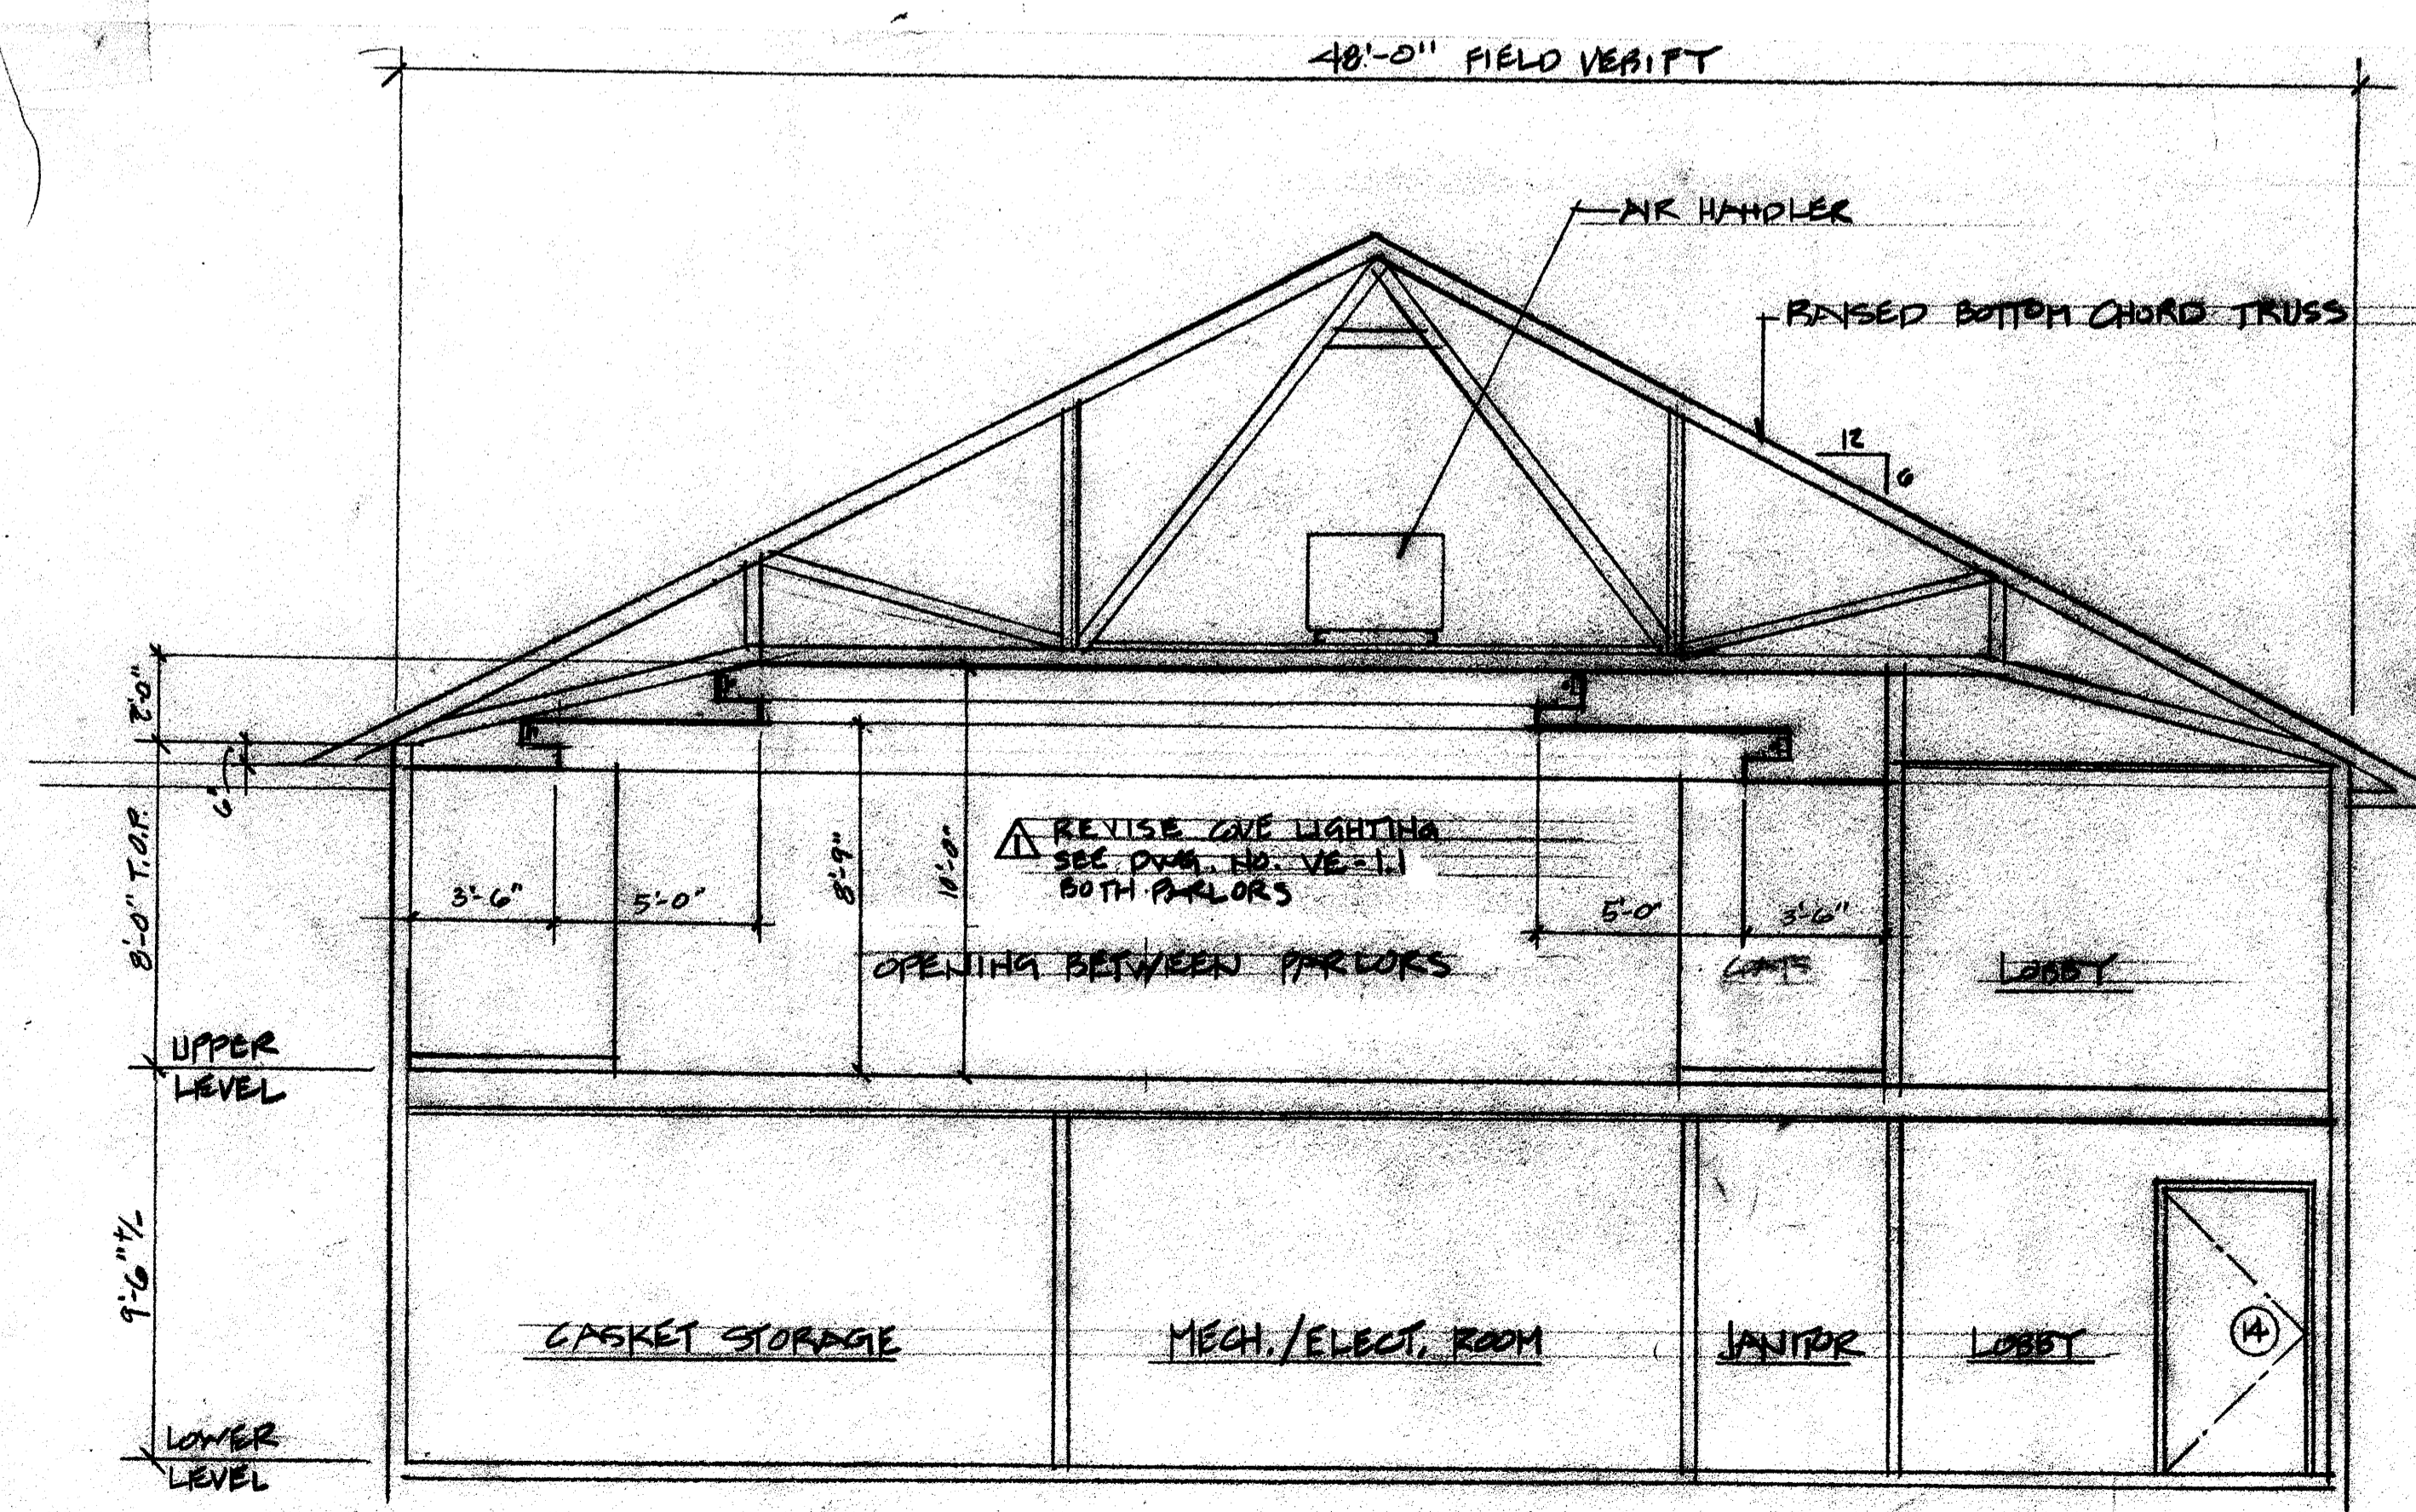 48'-0" FIELD VERIFY
AIR HANDLER
RAISED BOTTOM CHORD TRUSS
12
6
2'-0"
6"
8'-0" T.O.P.
REVISE COVE LIGHTING
1
SEE DWG. NO. VE-1.1
BOTH PARLORS
8'-9"
10'-0"
3'-6"
5'-0"
5'-0"
3'-6"
OPENING BETWEEN PARLORS
COATS
LOBBY
UPPER
LEVEL
9'-6" +/-
CASKET STORAGE
MECH./ELECT. ROOM
JANITOR
LOBBY
14
LOWER
LEVEL